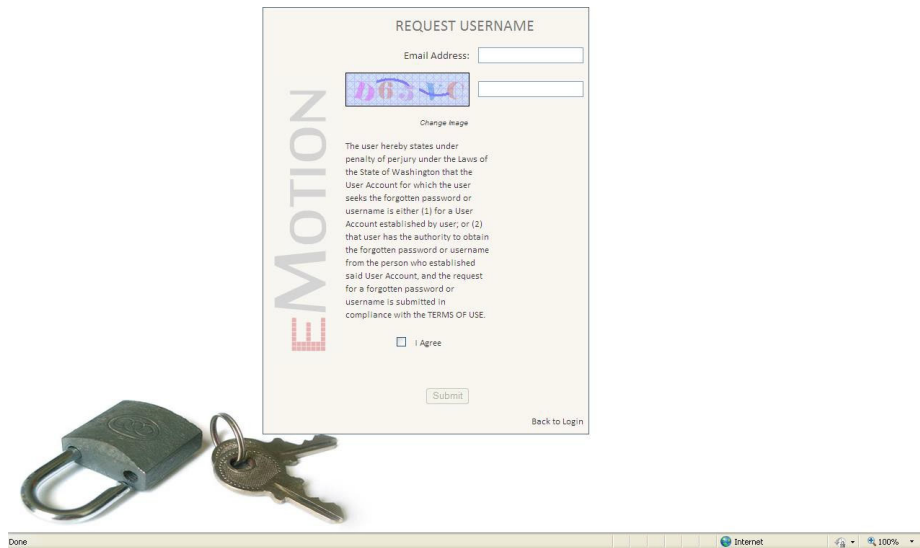 REQUEST USERNAME
Email Address:
Change Image
The user hereby states under
penalty of perjury under the Laws of
the State of Washington that the
User Account for which the user
seeks the forgotten password or
username is either (1) for a User
Account established by user; or (2)
that user has the authority to obtain
the forgotten password or username
from the person who established
said User Account, and the request
for a forgotten password or
username is submitted in
compliance with the TERMS OF USE.
I Agree
Submit
Back to Login
EMOTION
Done
Internet
100%